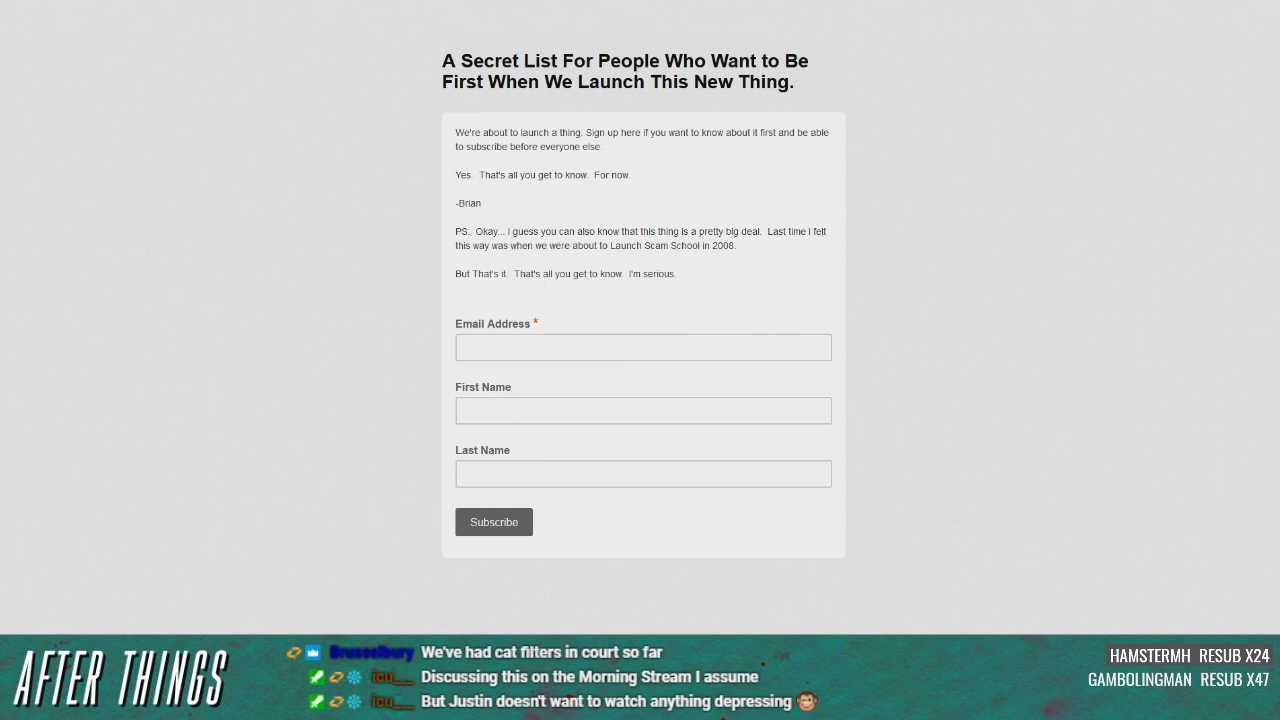 A Secret List For People Who Want to Be
First When We Launch This New Thing.
We're about to launch a thing. Sign up here if you want to know about it first and be able
to subscribe before everyone else.
Yes.  That's all you get to know.  For now.
-Brian
PS:  Okay... I guess you can also know that this thing is a pretty big deal.  Last time I felt
this way was when we were about to Launch Scam School in 2008.
But That's it.  That's all you get to know.  I'm serious.
Email Address *
First Name
Last Name
Subscribe
AFTER THINGS
Brusselbury We've had cat filters in court so far
icu__ Discussing this on the Morning Stream I assume
icu__ But Justin doesn't want to watch anything depressing
HAMSTERMH RESUB X24
GAMBOLINGMAN RESUB X47